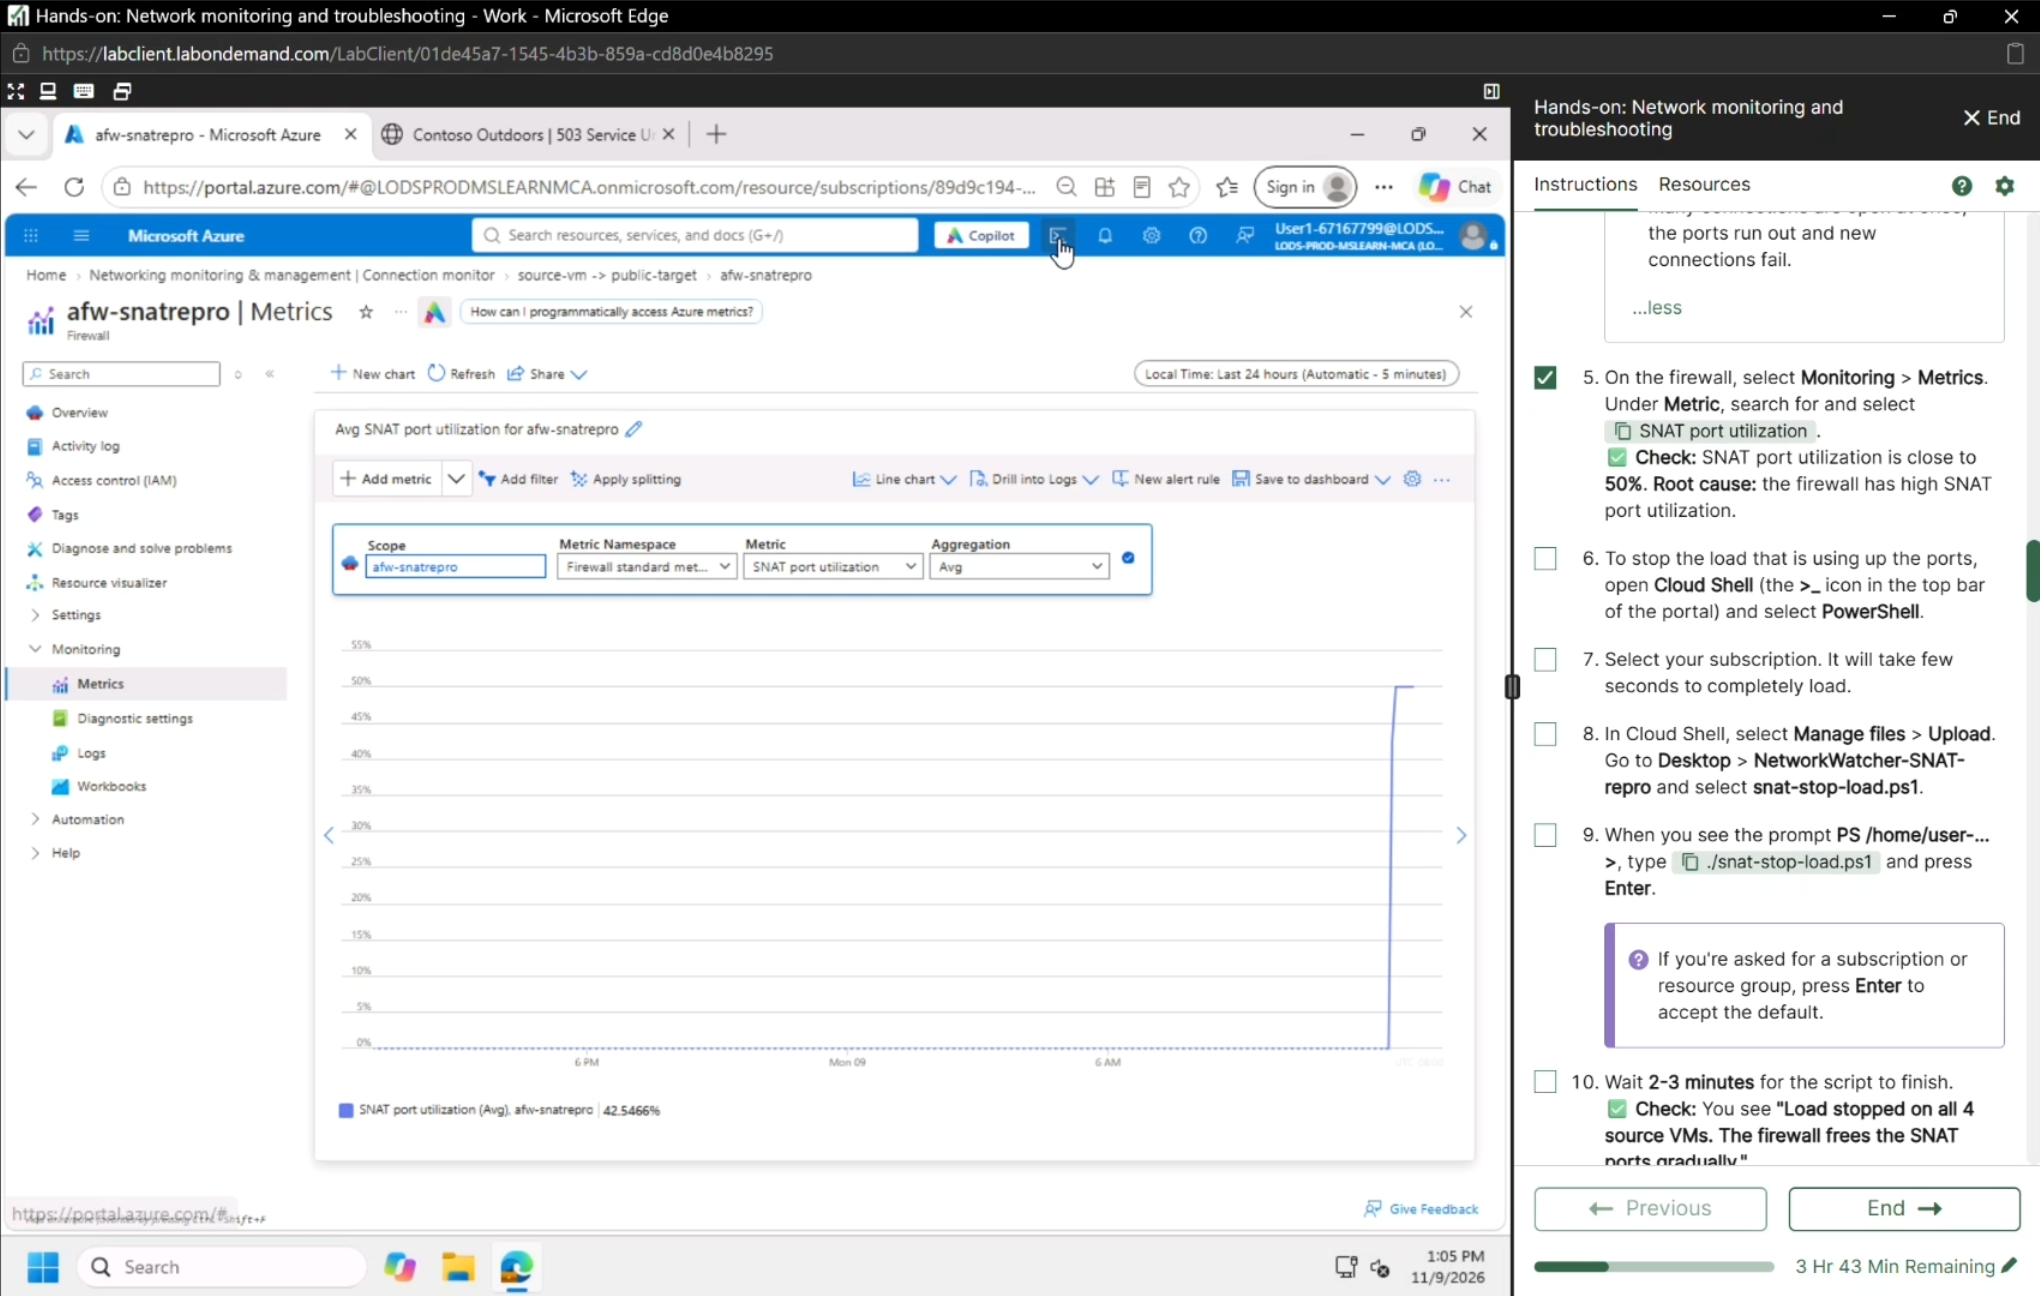 Hands-on: Network monitoring and troubleshooting - Work - Microsoft Edge
https://labclient.labondemand.com/LabClient/01de45a7-1545-4b3b-859a-cd8d0e4b8295
afw-snatrepro - Microsoft Azure
Contoso Outdoors | 503 Service U
https://portal.azure.com/#@LODSPRODMSLEARNMCA.onmicrosoft.com/resource/subscriptions/89d9c194-...
Sign in
Chat
Microsoft Azure
Search resources, services, and docs (G+/)
Copilot
User1-67167799@LODS...
LODS-PROD-MSLEARN-MCA (LO...
Home > Networking monitoring & management | Connection monitor > source-vm -> public-target > afw-snatrepro
afw-snatrepro | Metrics
How can I programmatically access Azure metrics?
Firewall
Search
New chart
Refresh
Share
Local Time: Last 24 hours (Automatic - 5 minutes)
Overview
Activity log
Access control (IAM)
Tags
Diagnose and solve problems
Resource visualizer
Settings
Monitoring
Metrics
Diagnostic settings
Logs
Workbooks
Automation
Help
Avg SNAT port utilization for afw-snatrepro
Add metric
Add filter
Apply splitting
Line chart
Drill into Logs
New alert rule
Save to dashboard
Scope
afw-snatrepro
Metric Namespace
Firewall standard met...
Metric
SNAT port utilization
Aggregation
Avg
55%
50%
45%
40%
35%
30%
25%
20%
15%
10%
5%
0%
6 PM
Mon 09
6 AM
SNAT port utilization (Avg), afw-snatrepro | 42.5466%
https://portal.azure.com/#
Give Feedback
Search
1:05 PM
11/9/2026
Hands-on: Network monitoring and
troubleshooting
End
Instructions
Resources
the ports run out and new
connections fail.
...less
5. On the firewall, select Monitoring > Metrics.
Under Metric, search for and select
SNAT port utilization .
Check: SNAT port utilization is close to
50%. Root cause: the firewall has high SNAT
port utilization.
6. To stop the load that is using up the ports,
open Cloud Shell (the >_ icon in the top bar
of the portal) and select PowerShell.
7. Select your subscription. It will take few
seconds to completely load.
8. In Cloud Shell, select Manage files > Upload.
Go to Desktop > NetworkWatcher-SNAT-
repro and select snat-stop-load.ps1.
9. When you see the prompt PS /home/user-...
>, type ./snat-stop-load.ps1 and press
Enter.
If you're asked for a subscription or
resource group, press Enter to
accept the default.
10. Wait 2-3 minutes for the script to finish.
Check: You see "Load stopped on all 4
source VMs. The firewall frees the SNAT
ports gradually."
Previous
End
3 Hr 43 Min Remaining